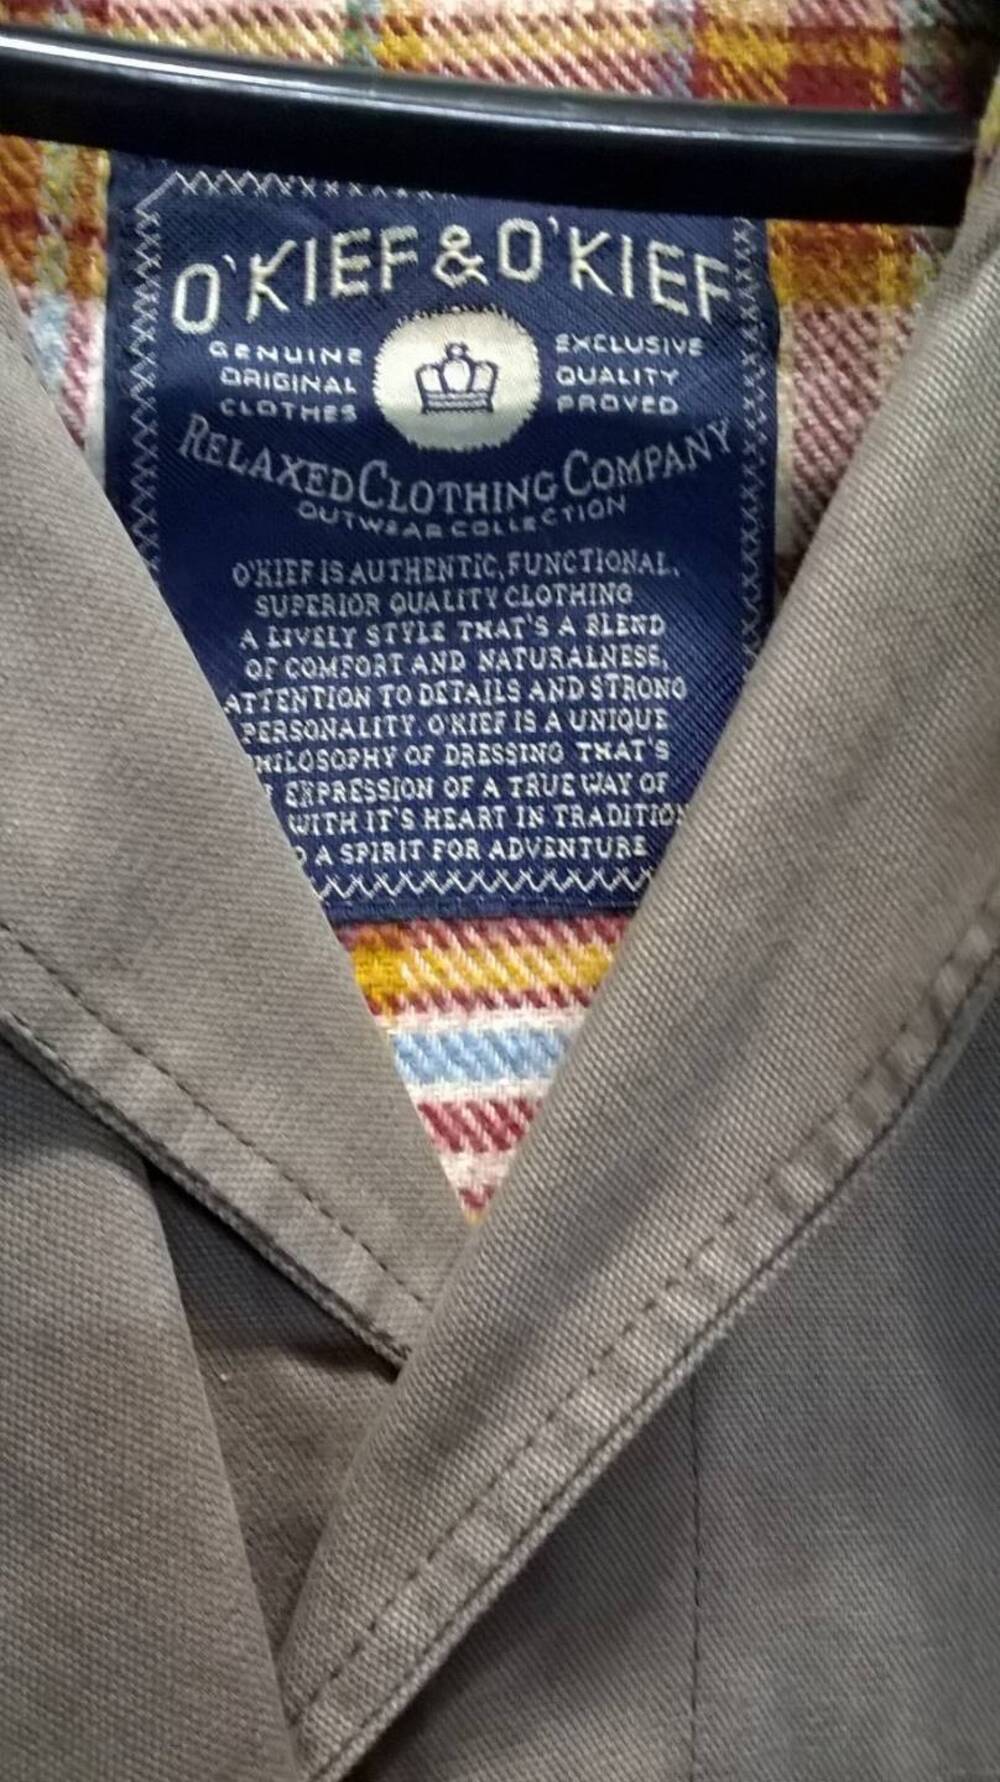 O'KIEF & O'KIEF
GENUINE
ORIGINAL
CLOTHES
EXCLUSIVE
QUALITY
PROVED
RELAXED CLOTHING COMPANY
OUTWEAR COLLECTION
O'KIEF IS AUTHENTIC, FUNCTIONAL,
SUPERIOR QUALITY CLOTHING
A LIVELY STYLE THAT'S A BLEND
OF COMFORT AND NATURALNESS,
ATTENTION TO DETAILS AND STRONG
PERSONALITY. O'KIEF IS A UNIQUE
PHILOSOPHY OF DRESSING THAT'S
EXPRESSION OF A TRUE WAY OF
WITH IT'S HEART IN TRADITION
A SPIRIT FOR ADVENTURE